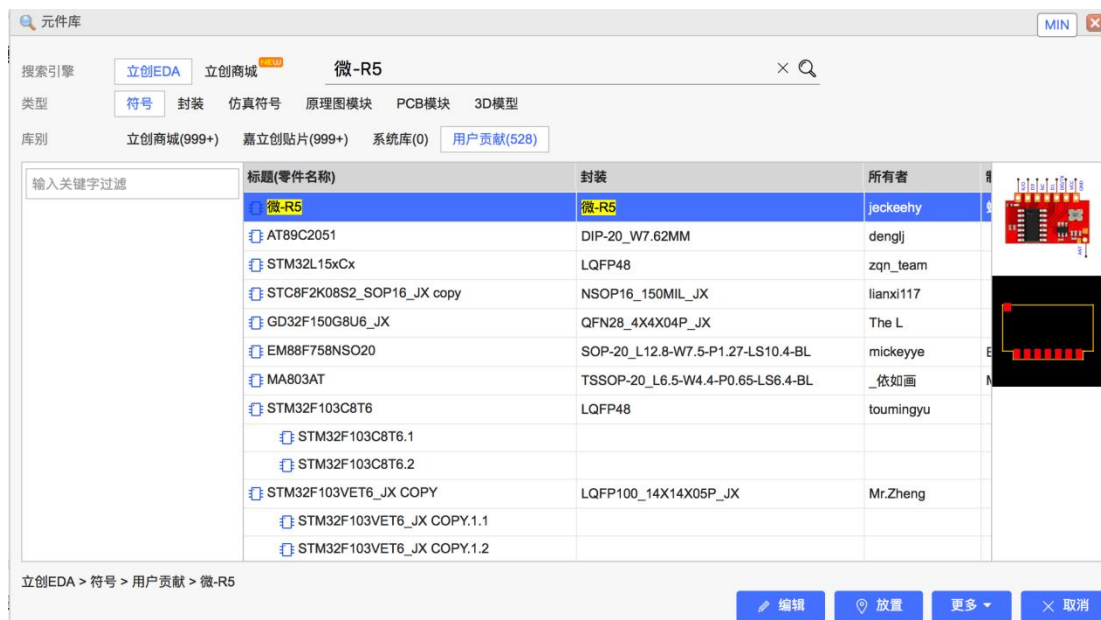 元件库 MIN
搜索引擎 立创EDA 立创商城 NEW 微-R5
类型 符号 封装 仿真符号 原理图模块 PCB模块 3D模型
库别 立创商城(999+) 嘉立创贴片(999+) 系统库(0) 用户贡献(528)
输入关键字过滤
标题(零件名称) 封装 所有者
微-R5 微-R5 jeckeehy
AT89C2051 DIP-20_W7.62MM denglj
STM32L15xCx LQFP48 zqn_team
STC8F2K08S2_SOP16_JX copy NSOP16_150MIL_JX lianxi117
GD32F150G8U6_JX QFN28_4X4X04P_JX The L
EM88F758NSO20 SOP-20_L12.8-W7.5-P1.27-LS10.4-BL mickeyye
MA803AT TSSOP-20_L6.5-W4.4-P0.65-LS6.4-BL _依如画
STM32F103C8T6 LQFP48 toumingyu
STM32F103C8T6.1
STM32F103C8T6.2
STM32F103VET6_JX COPY LQFP100_14X14X05P_JX Mr.Zheng
STM32F103VET6_JX COPY.1.1
STM32F103VET6_JX COPY.1.2
立创EDA > 符号 > 用户贡献 > 微-R5
编辑 放置 更多 取消